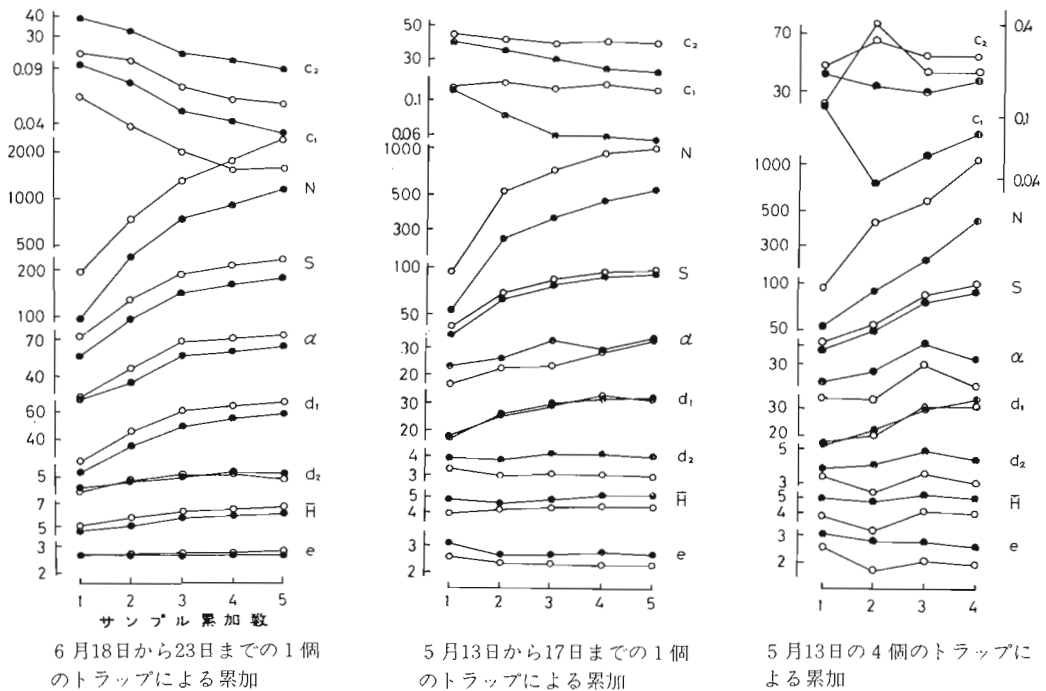 40
30
c₂
0.09
c₁
0.04
2000
N
1000
500
200
S
100
70
α
40
60
d₁
40
5
d₂
7
H̄
5
3
e
2
1 2 3 4 5
サンプル累加数
6月18日から23日までの1個
のトラップによる累加
50
c₂
30
c₁
0.1
0.06
1000
N
500
300
100
S
50
30
α
20
30
d₁
20
4
d₂
3
5
H̄
4
3
e
2
1 2 3 4 5
5月13日から17日までの1個
のトラップによる累加
70
c₂
0.4
30
c₁
0.1
0.04
1000
N
500
300
100
S
50
α
30
30
d₁
20
5
d₂
3
5
H̄
4
3
e
2
1 2 3 4
5月13日の4個のトラップに
よる累加